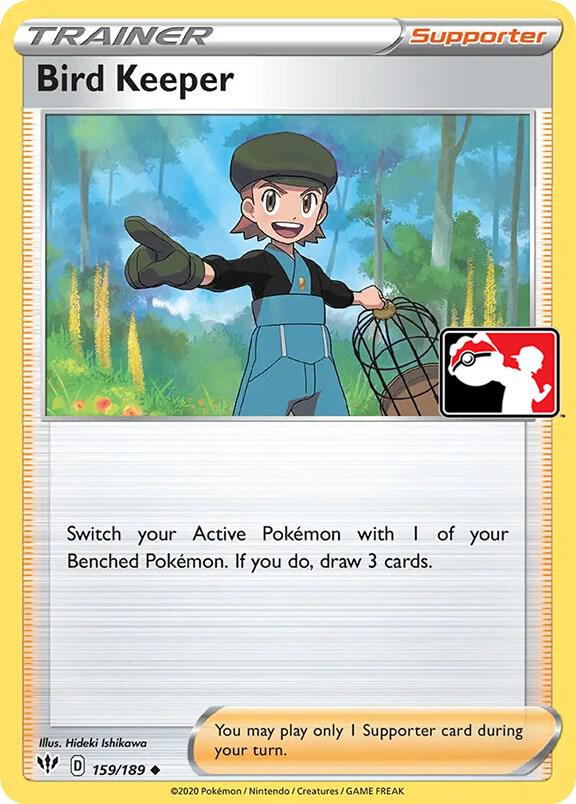 TRAINER Supporter
Bird Keeper
Switch your Active Pokémon with 1 of your
Benched Pokémon. If you do, draw 3 cards.
You may play only 1 Supporter card during
your turn.
Illus. Hideki Ishikawa
D 159/189 ◆
©2020 Pokémon / Nintendo / Creatures / GAME FREAK